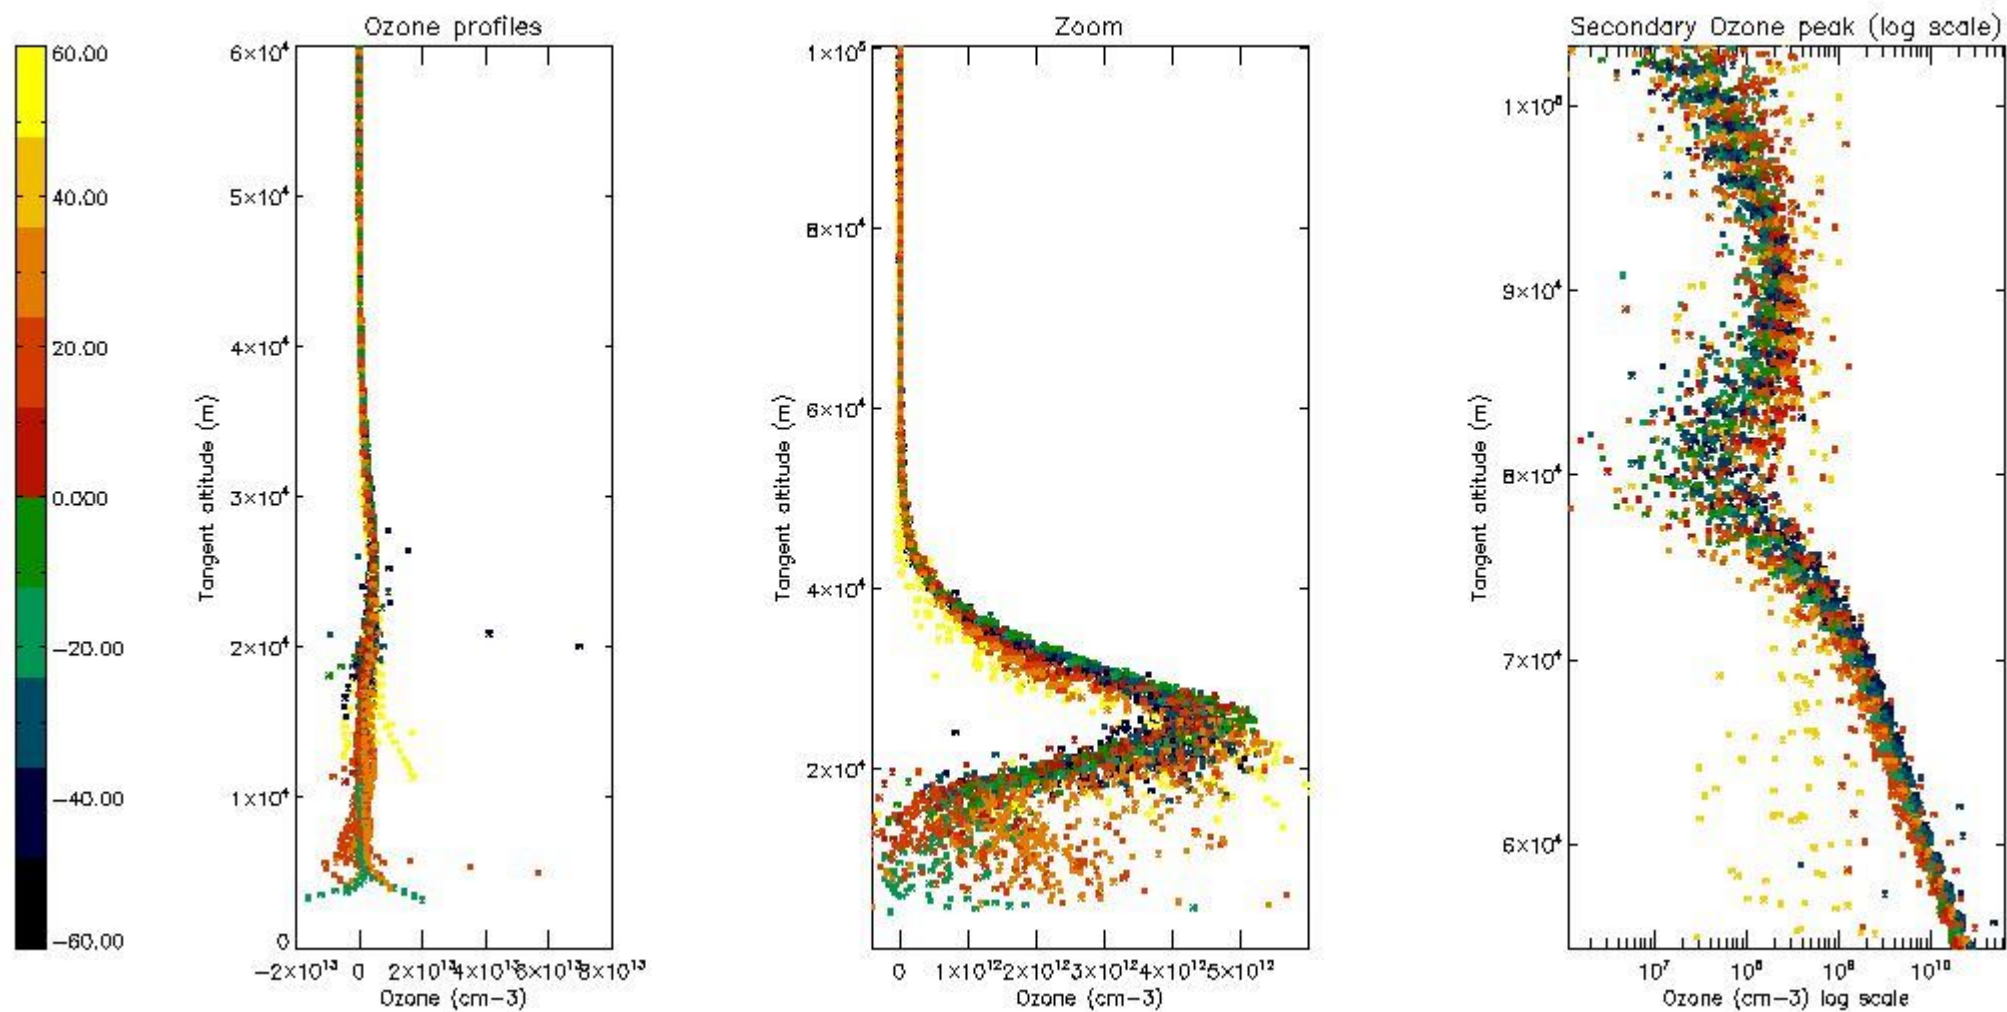 Ozone profiles
Zoom
Secondary Ozone peak (log scale)
60.00
40.00
20.00
0.000
−20.00
−40.00
−60.00
6×10⁴
5×10⁴
4×10⁴
3×10⁴
2×10⁴
1×10⁴
0
Tangent altitude (m)
−2×10¹³ 0 2×10¹³ 4×10¹³ 6×10¹³ 8×10¹³
Ozone (cm−3)
1×10⁵
8×10⁴
6×10⁴
4×10⁴
2×10⁴
Tangent altitude (m)
0 1×10¹² 2×10¹² 3×10¹² 4×10¹² 5×10¹²
Ozone (cm−3)
1×10⁵
9×10⁴
8×10⁴
7×10⁴
6×10⁴
Tangent altitude (m)
10⁷ 10⁸ 10⁹ 10¹⁰
Ozone (cm−3) log scale